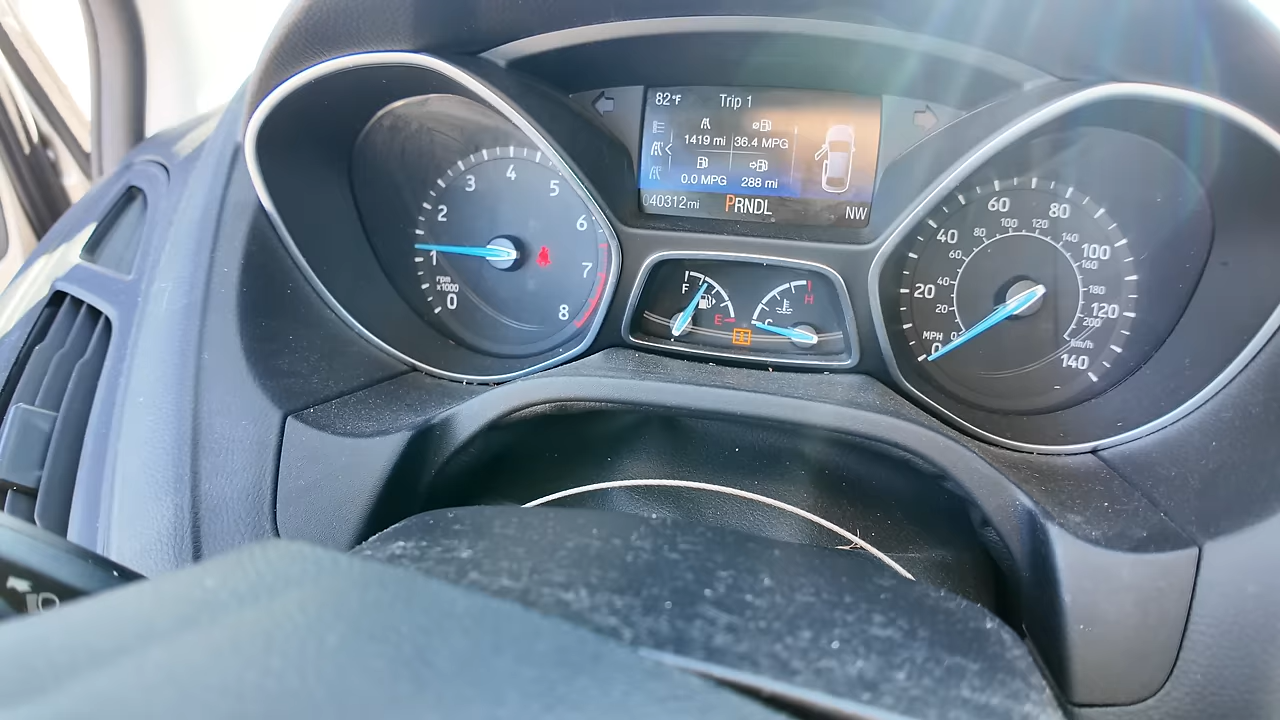 82°F Trip 1
1419 mi 36.4 MPG
0.0 MPG 288 mi
040312mi PRNDL NW
0 1 2 3 4 5 6 7 8
rpm
x1000
F E
C H
0 20 40 60 80 100 120 140
MPH
0 20 40 60 80 100 120 140 160 180 200
km/h